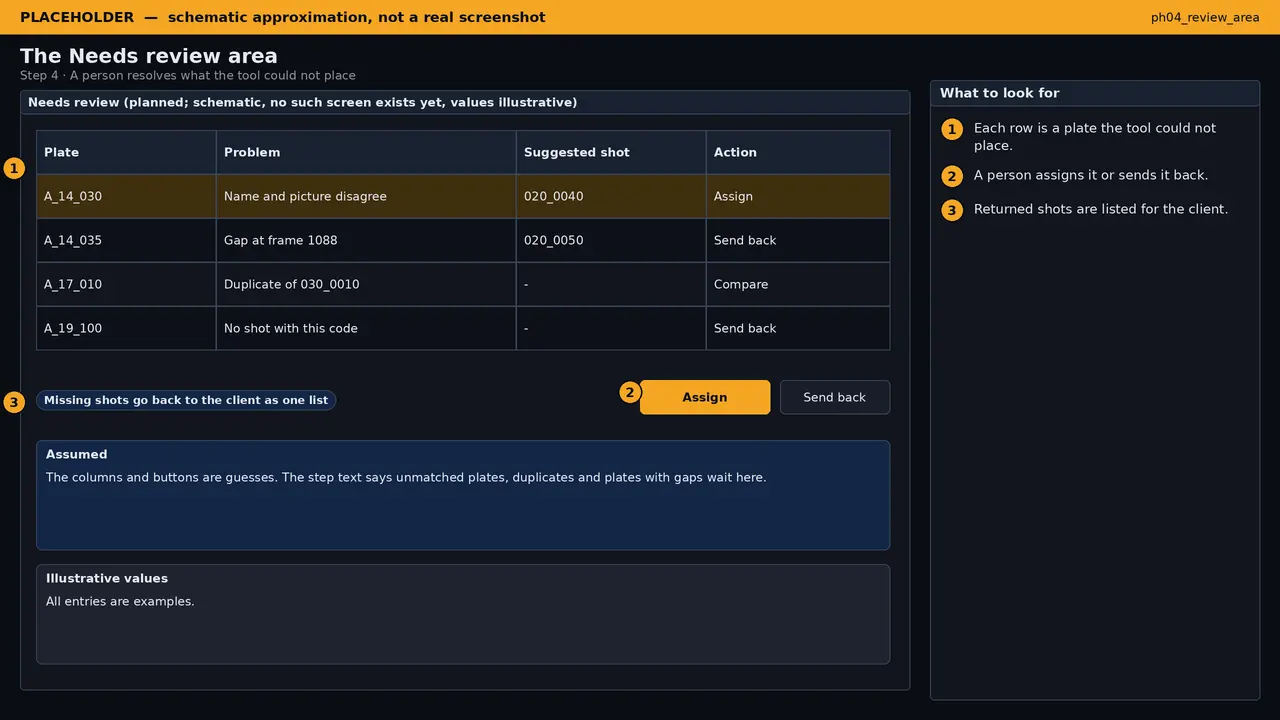 PLACEHOLDER — schematic approximation, not a real screenshot
ph04_review_area
The Needs review area
Step 4 · A person resolves what the tool could not place
Needs review (planned; schematic, no such screen exists yet, values illustrative)
Plate Problem Suggested shot Action
1
A_14_030 Name and picture disagree 020_0040 Assign
A_14_035 Gap at frame 1088 020_0050 Send back
A_17_010 Duplicate of 030_0010 - Compare
A_19_100 No shot with this code - Send back
3 Missing shots go back to the client as one list
2 Assign Send back
Assumed
The columns and buttons are guesses. The step text says unmatched plates, duplicates and plates with gaps wait here.
Illustrative values
All entries are examples.
What to look for
1 Each row is a plate the tool could not
place.
2 A person assigns it or sends it back.
3 Returned shots are listed for the client.